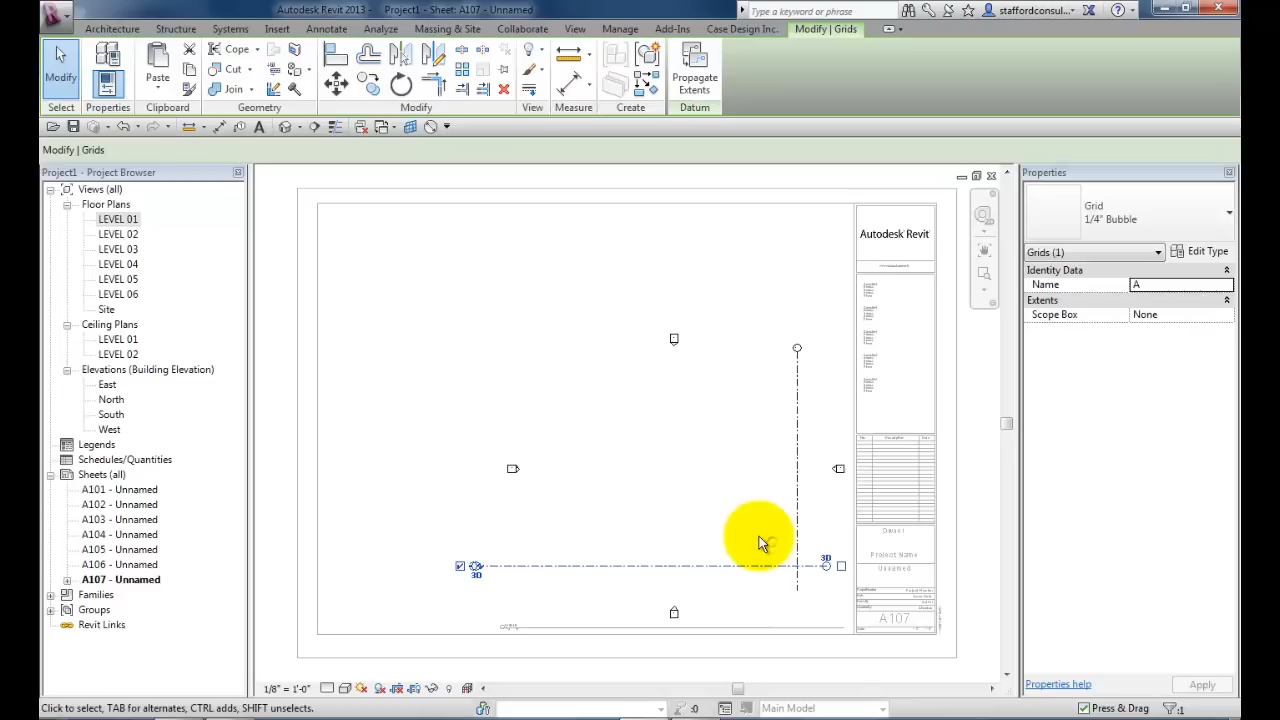 Autodesk Revit 2013 - Project1 - Sheet: A107 - Unnamed
Type a keyword or phrase
staffordconsul...
Architecture Structure Systems Insert Annotate Analyze Massing & Site Collaborate View Manage Add-Ins Case Design Inc. Modify | Grids
Modify Paste Cope Cut Join Propagate Extents
Select Properties Clipboard Geometry Modify View Measure Create Datum
Modify | Grids
Project1 - Project Browser
Views (all)
Floor Plans
LEVEL 01
LEVEL 02
LEVEL 03
LEVEL 04
LEVEL 05
LEVEL 06
Site
Ceiling Plans
LEVEL 01
LEVEL 02
Elevations (Building Elevation)
East
North
South
West
Legends
Schedules/Quantities
Sheets (all)
A101 - Unnamed
A102 - Unnamed
A103 - Unnamed
A104 - Unnamed
A105 - Unnamed
A106 - Unnamed
A107 - Unnamed
Families
Groups
Revit Links
2D
Autodesk Revit
Owner
Project Name
Unnamed
A107
3D
3D
Properties
Grid
1/4" Bubble
Grids (1)
Edit Type
Identity Data
Name A
Extents
Scope Box None
Properties help
Apply
1/8" = 1'-0"
Click to select, TAB for alternates, CTRL adds, SHIFT unselects.
:0
Main Model
Press & Drag
:1